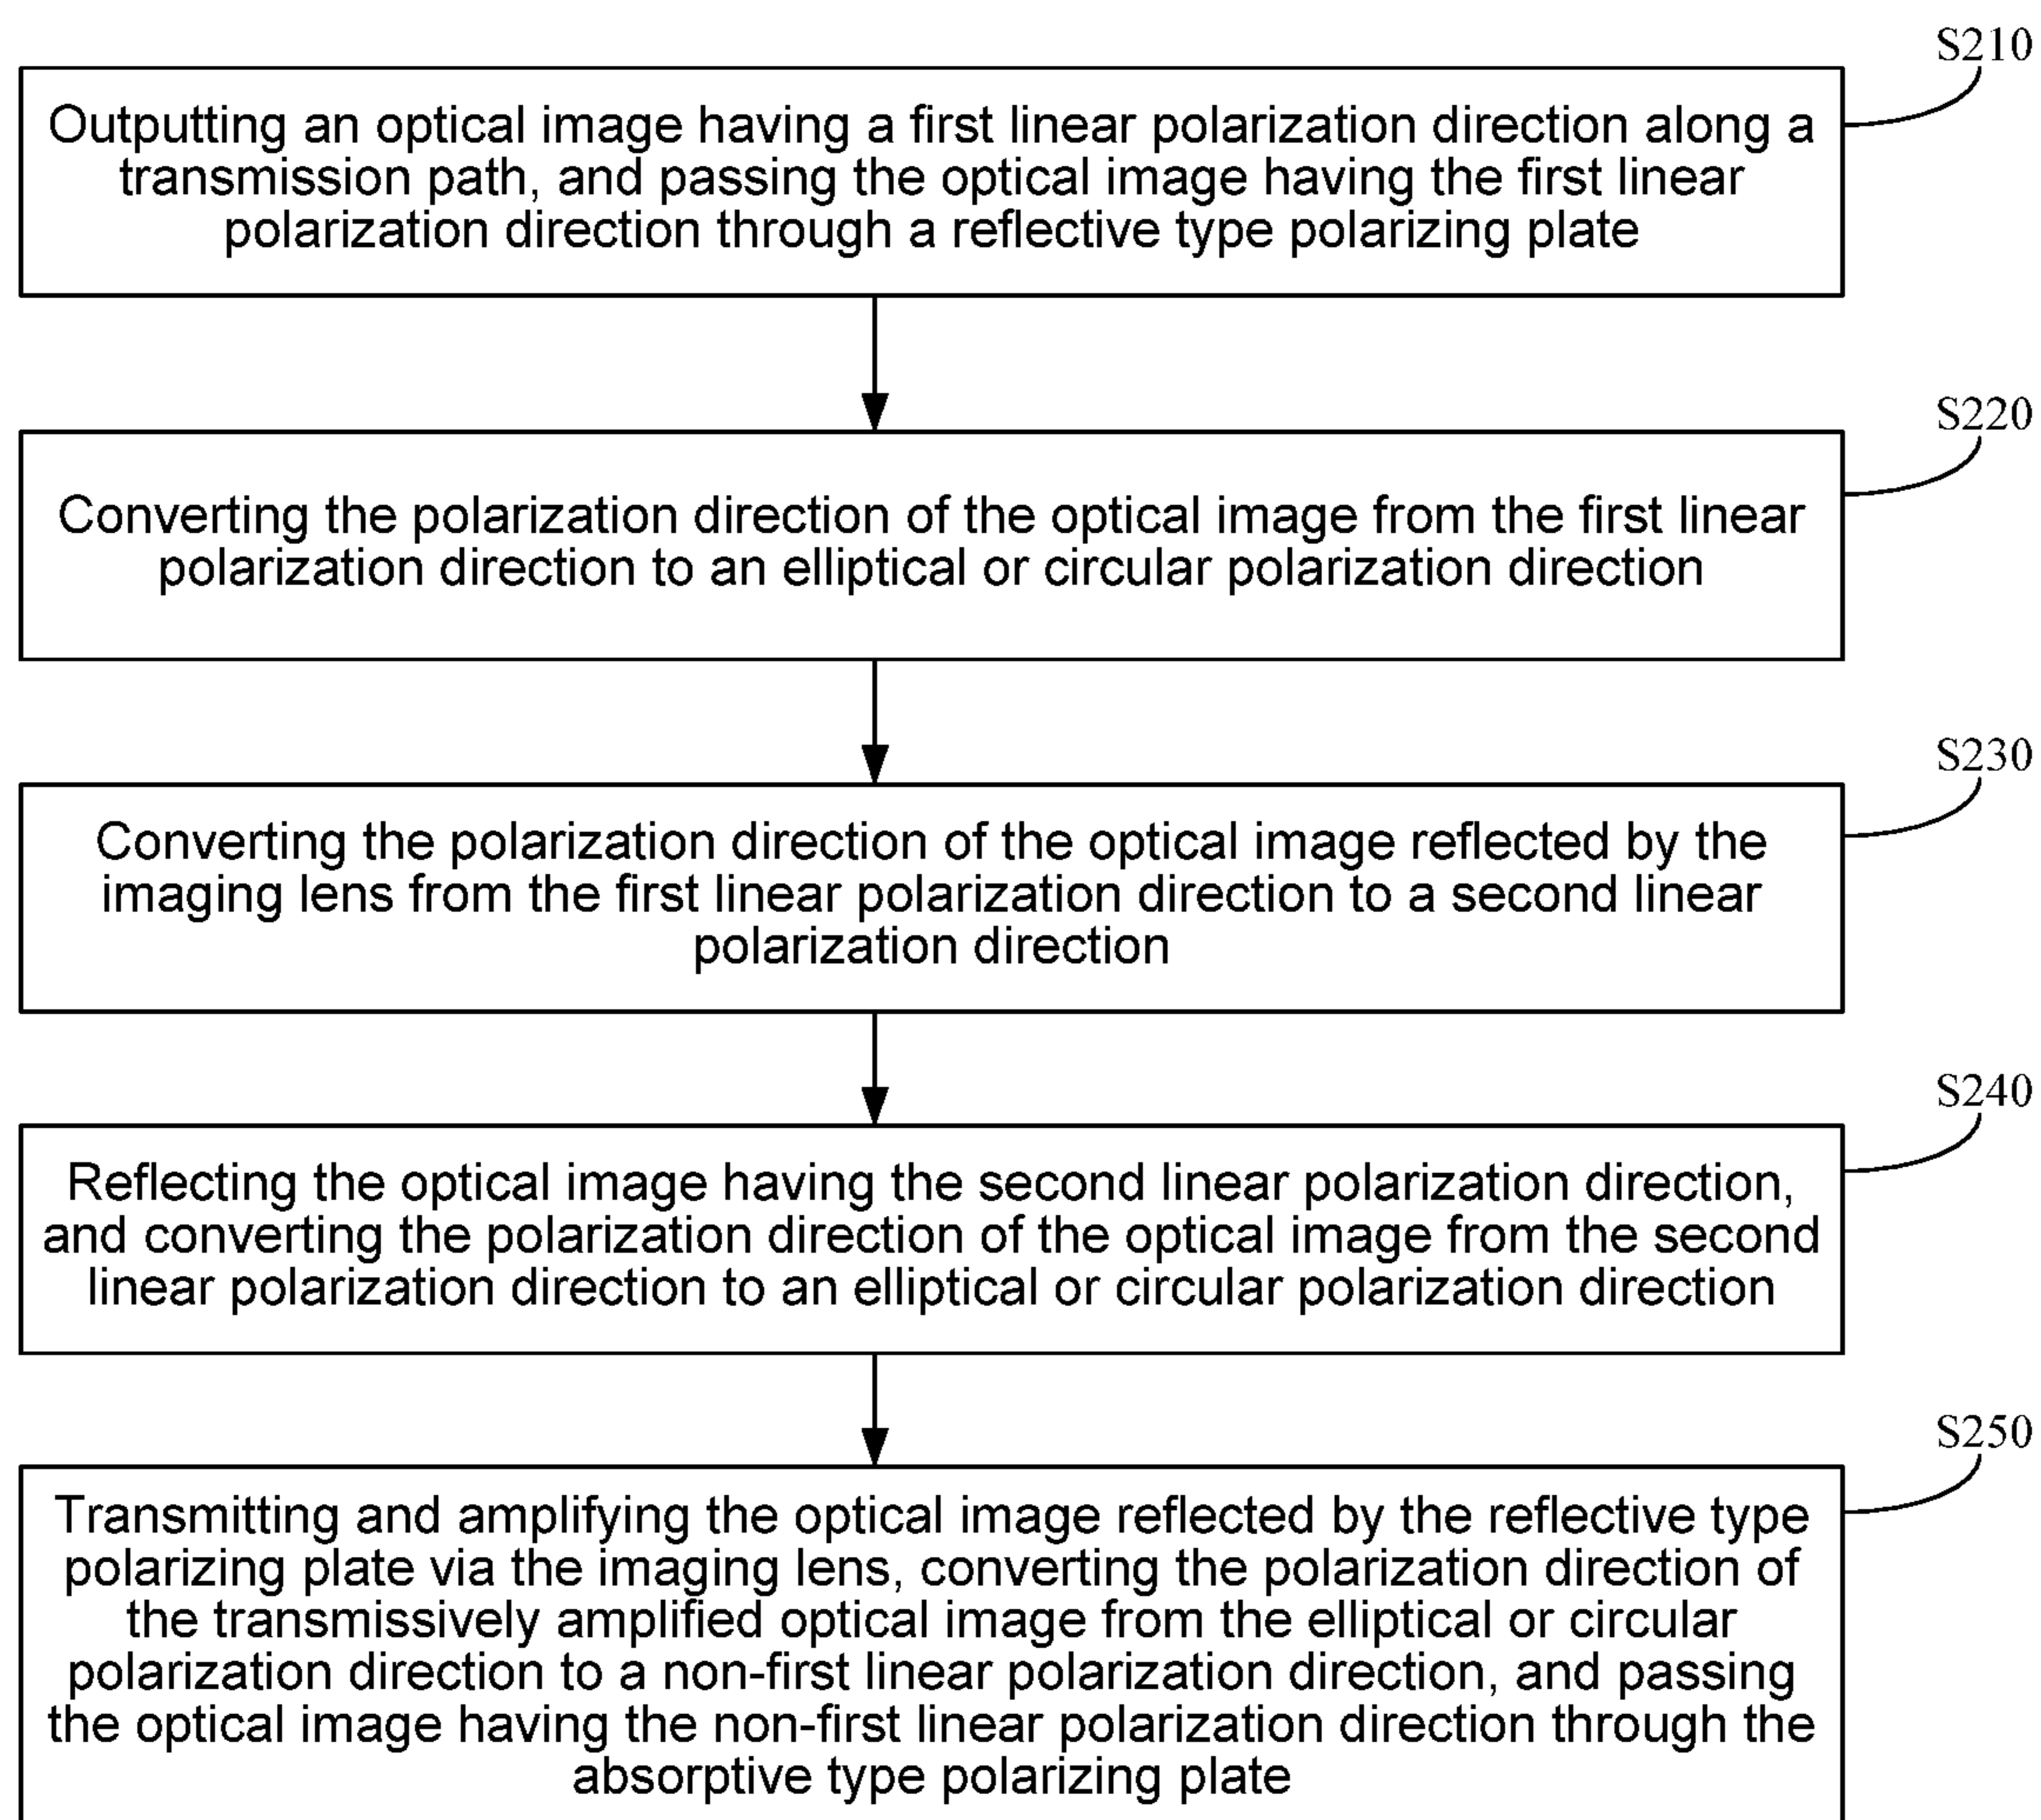 S210
Outputting an optical image having a first linear polarization direction along a
transmission path, and passing the optical image having the first linear
polarization direction through a reflective type polarizing plate
S220
Converting the polarization direction of the optical image from the first linear
polarization direction to an elliptical or circular polarization direction
S230
Converting the polarization direction of the optical image reflected by the
imaging lens from the first linear polarization direction to a second linear
polarization direction
S240
Reflecting the optical image having the second linear polarization direction,
and converting the polarization direction of the optical image from the second
linear polarization direction to an elliptical or circular polarization direction
S250
Transmitting and amplifying the optical image reflected by the reflective type
polarizing plate via the imaging lens, converting the polarization direction of
the transmissively amplified optical image from the elliptical or circular
polarization direction to a non-first linear polarization direction, and passing
the optical image having the non-first linear polarization direction through the
absorptive type polarizing plate